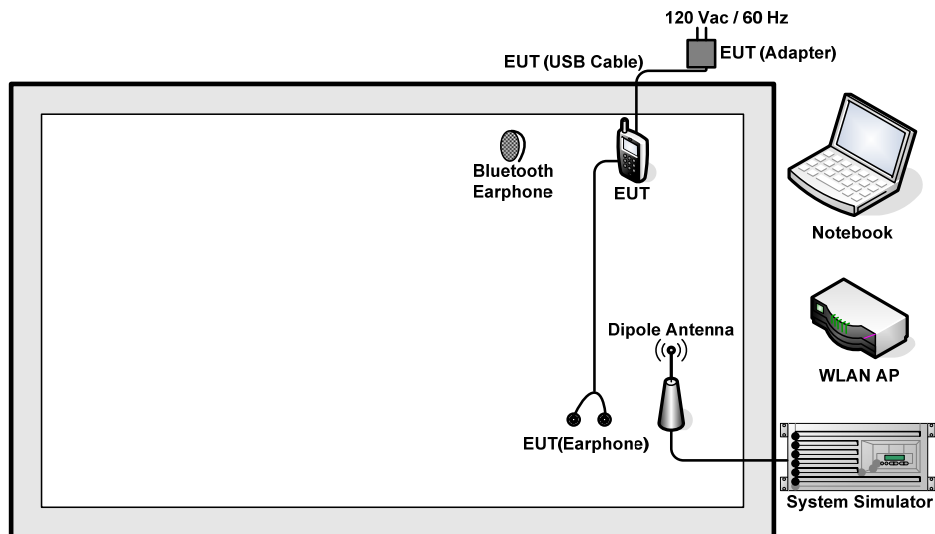 120 Vac / 60 Hz
EUT (USB Cable)
EUT (Adapter)
Bluetooth
Earphone
EUT
Notebook
Dipole Antenna
WLAN AP
EUT(Earphone)
System Simulator